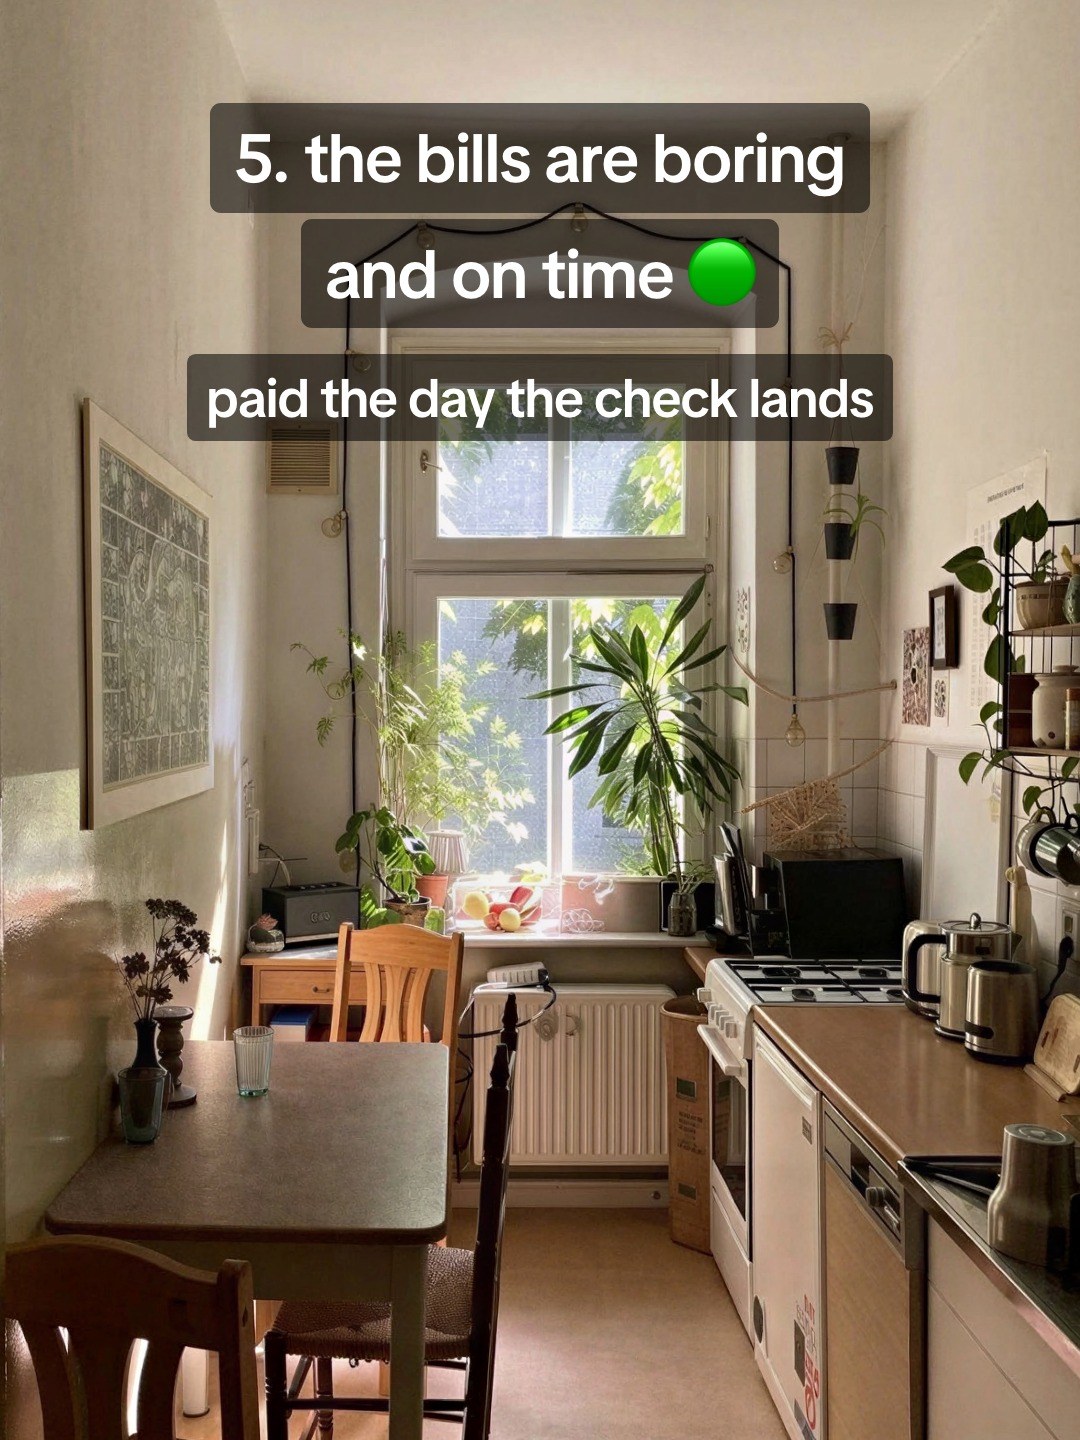 5. the bills are boring
and on time 🟢
paid the day the check lands